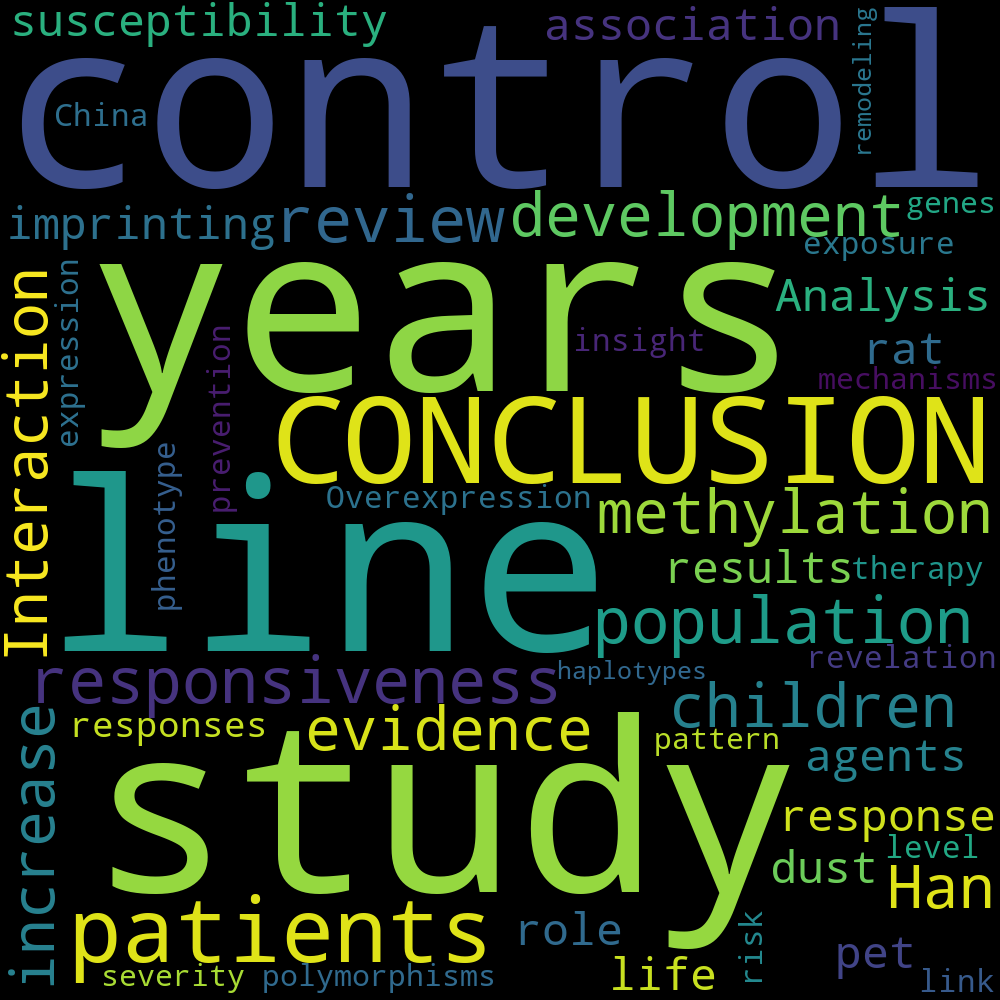 susceptibility
association
remodeling
control
China
imprinting
review
development
genes
exposure
Interaction
expression
years
Analysis
prevention
insight
rat
mechanisms
CONCLUSION
phenotype
line
Overexpression
methylation
results
therapy
population
revelation
responsiveness
haplotypes
children
increase
responses
evidence
pattern
agents
study
response
level
dust
Han
patients
role
risk
pet
severity
polymorphisms
life
link